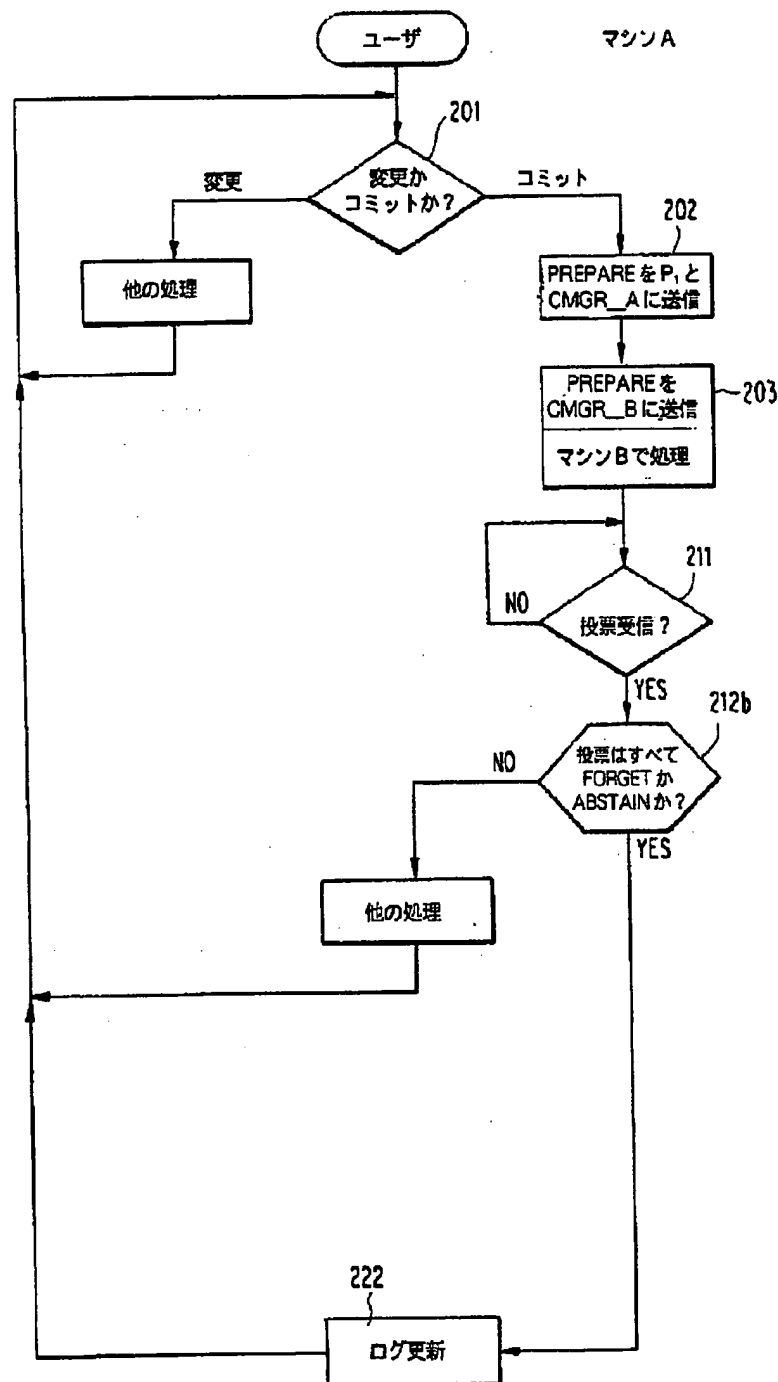 ユーザ
マシンA
201
変更か
コミットか？
変更
コミット
他の処理
202
PREPAREをP₁と
CMGR__Aに送信
203
PREPAREを
CMGR__Bに送信
マシンBで処理
211
投票受信？
NO
YES
212b
投票はすべて
FORGETか
ABSTAINか？
NO
YES
他の処理
222
ログ更新